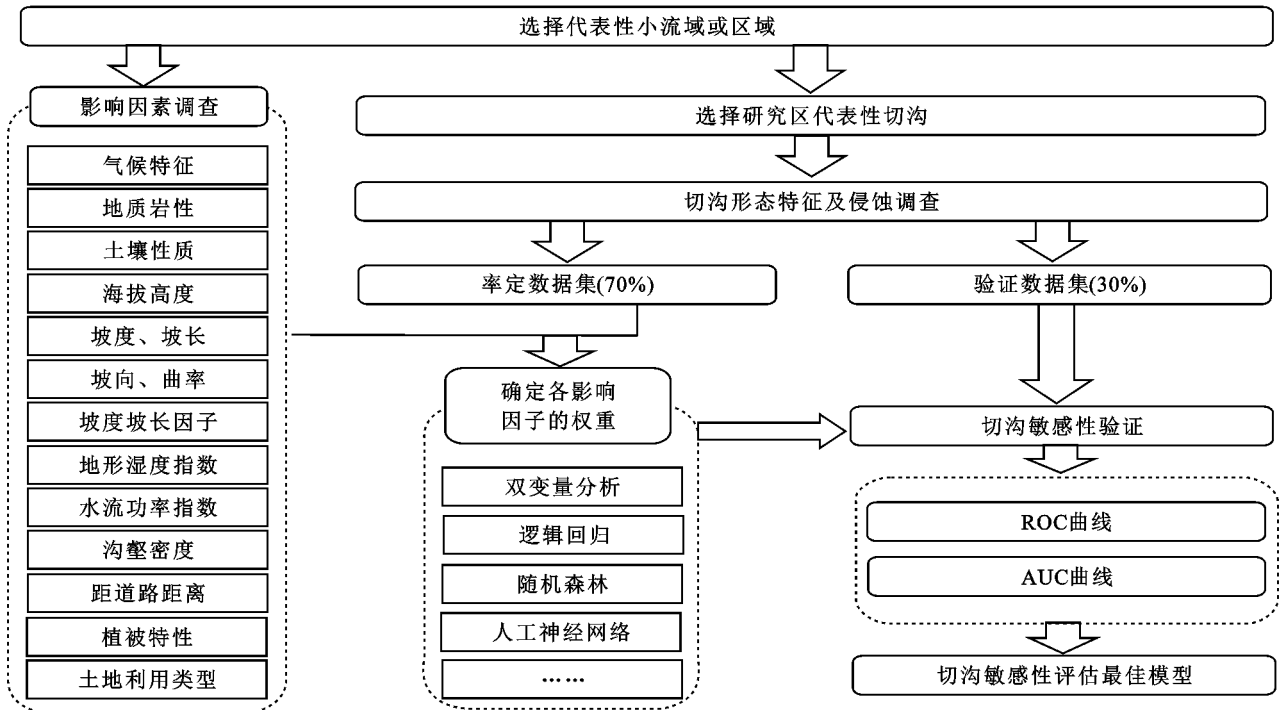 选择代表性小流域或区域
影响因素调查
气候特征
地质岩性
土壤性质
海拔高度
坡度、坡长
坡向、曲率
坡度坡长因子
地形湿度指数
水流功率指数
沟壑密度
距道路距离
植被特性
土地利用类型
选择研究区代表性切沟
切沟形态特征及侵蚀调查
率定数据集(70%)
验证数据集(30%)
确定各影响
因子的权重
双变量分析
逻辑回归
随机森林
人工神经网络
……
切沟敏感性验证
ROC曲线
AUC曲线
切沟敏感性评估最佳模型